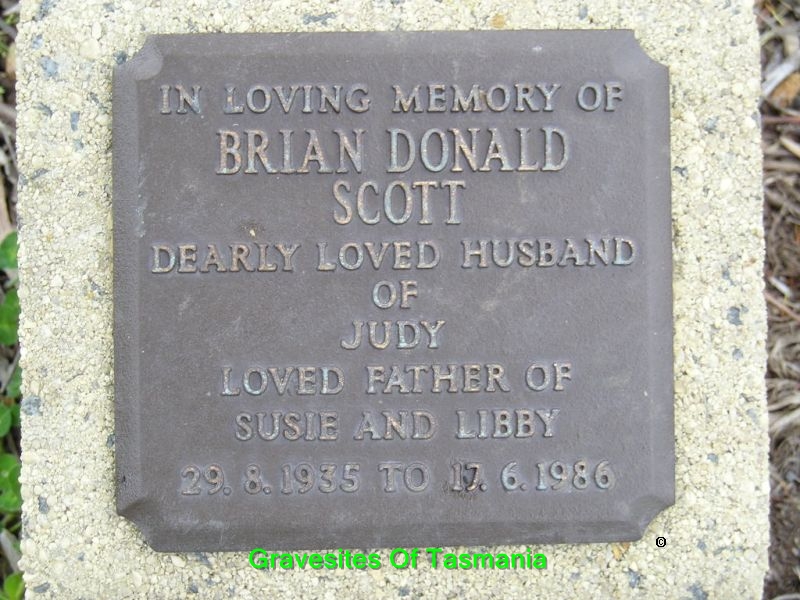 IN LOVING MEMORY OF
BRIAN DONALD
SCOTT
DEARLY LOVED HUSBAND
OF
JUDY
LOVED FATHER OF
SUSIE AND LIBBY
29. 8. 1935 TO 17. 6. 1986
©
Gravesites Of Tasmania